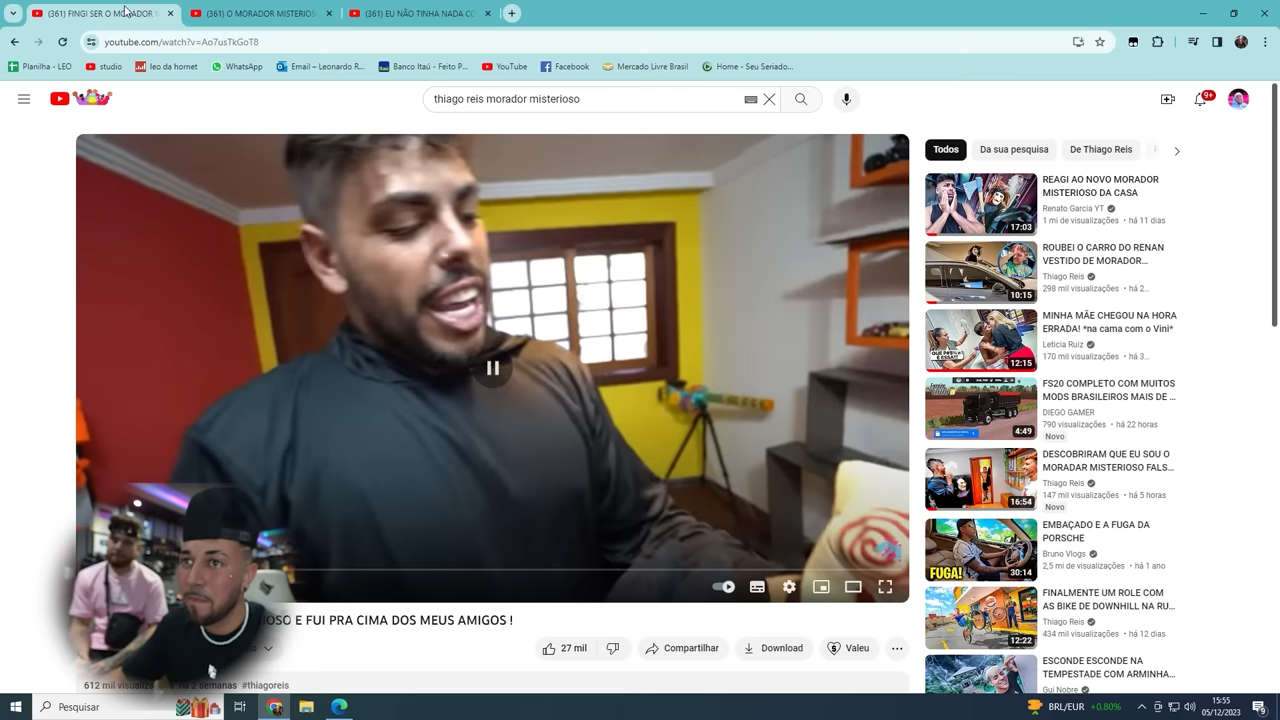 (361) FINGI SER O MORADOR
(361) O MORADOR MISTERIOS
(361) EU NÃO TINHA NADA C
youtube.com/watch?v=Ao7usTkGoT8
Planilha - LEO
studio
leo da hornet
WhatsApp
Email – Leonardo R...
Banco Itaú - Feito P...
YouTube
Facebook
Mercado Livre Brasil
Home - Seu Seriado...
thiago reis morador misterioso
9+
Todos
Da sua pesquisa
De Thiago Reis
REAGI AO NOVO MORADOR
MISTERIOSO DA CASA
Renato Garcia YT
1 mi de visualizações • há 11 dias
17:03
ROUBEI O CARRO DO RENAN
VESTIDO DE MORADOR...
Thiago Reis
298 mil visualizações • há 2...
10:15
MINHA MÃE CHEGOU NA HORA
ERRADA! *na cama com o Vini*
Leticia Ruiz
170 mil visualizações • há 3...
12:15
FS20 COMPLETO COM MUITOS
MODS BRASILEIROS MAIS DE ...
DIEGO GAMER
790 visualizações • há 22 horas
Novo
4:49
DESCOBRIRAM QUE EU SOU O
MORADAR MISTERIOSO FALS...
Thiago Reis
147 mil visualizações • há 5 horas
Novo
16:54
EMBAÇADO E A FUGA DA
PORSCHE
Bruno Vlogs
2,5 mi de visualizações • há 1 ano
FUGA!
30:14
FINALMENTE UM ROLE COM
AS BIKE DE DOWNHILL NA RU...
Thiago Reis
434 mil visualizações • há 12 dias
12:22
ESCONDE ESCONDE NA
TEMPESTADE COM ARMINHA...
Gui Nobre
IOSO E FUI PRA CIMA DOS MEUS AMIGOS !
27 mil
Compartilhar
Download
Valeu
612 mil visualiza há 2 semanas #thiagoreis
Pesquisar
BRL/EUR +0,80%
15:55
05/12/2023